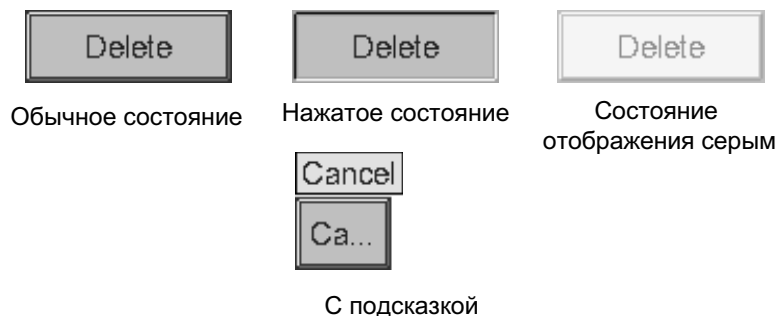 Delete
Delete
Delete
Обычное состояние
Нажатое состояние
Состояние
отображения серым
Cancel
Ca...
С подсказкой